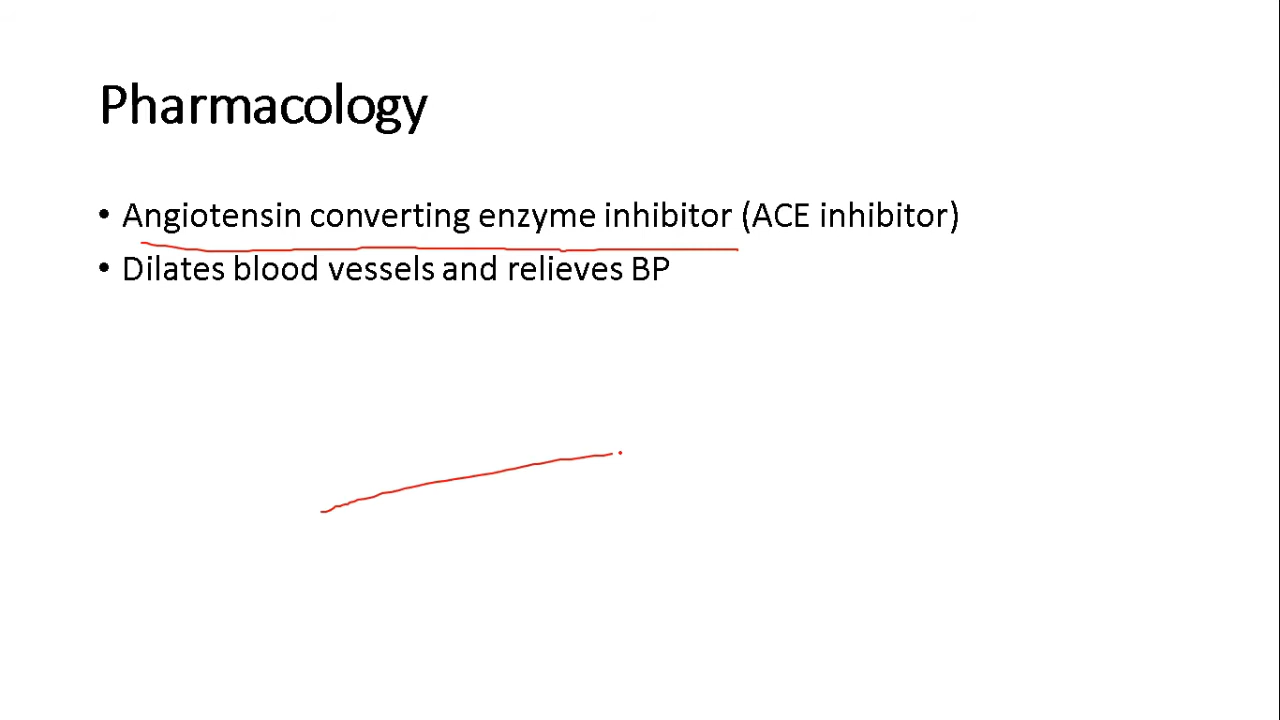 Pharmacology
• Angiotensin converting enzyme inhibitor (ACE inhibitor)
• Dilates blood vessels and relieves BP